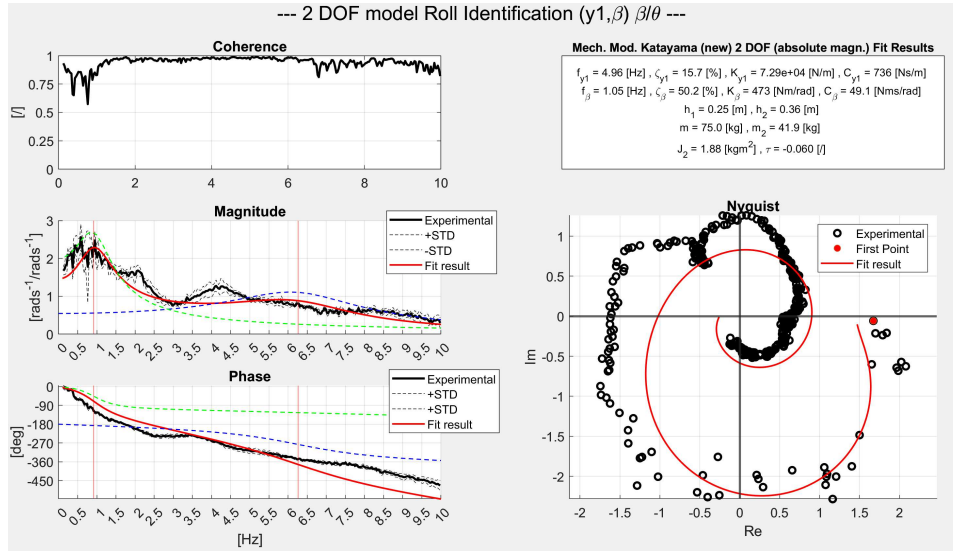 --- 2 DOF model Roll Identification (y1,β) β/θ ---
Coherence
[/]
1
0.75
0.5
0.25
0
0 2 4 6 8 10
Mech. Mod. Katayama (new) 2 DOF (absolute magn.) Fit Results
f_y1 = 4.96 [Hz] , ζ_y1 = 15.7 [%] , K_y1 = 7.29e+04 [N/m] , C_y1 = 736 [Ns/m]
f_β = 1.05 [Hz] , ζ_β = 50.2 [%] , K_β = 473 [Nm/rad] , C_β = 49.1 [Nms/rad]
h_1 = 0.25 [m] , h_2 = 0.36 [m]
m = 75.0 [kg] , m_2 = 41.9 [kg]
J_2 = 1.88 [kgm²] , τ = -0.060 [/]
Magnitude
[rads⁻¹/rads⁻¹]
3
2
1
0
Experimental
+STD
-STD
Fit result
0 0.5 1 1.5 2 2.5 3 3.5 4 4.5 5 5.5 6 6.5 7 7.5 8 8.5 9 9.5 10
Phase
[deg]
0
-90
-180
-270
-360
-450
Experimental
+STD
+STD
Fit result
0 0.5 1 1.5 2 2.5 3 3.5 4 4.5 5 5.5 6 6.5 7 7.5 8 8.5 9 9.5 10
[Hz]
Nyquist
Im
1
0.5
0
-0.5
-1
-1.5
-2
Experimental
First Point
Fit result
-2 -1.5 -1 -0.5 0 0.5 1 1.5 2
Re